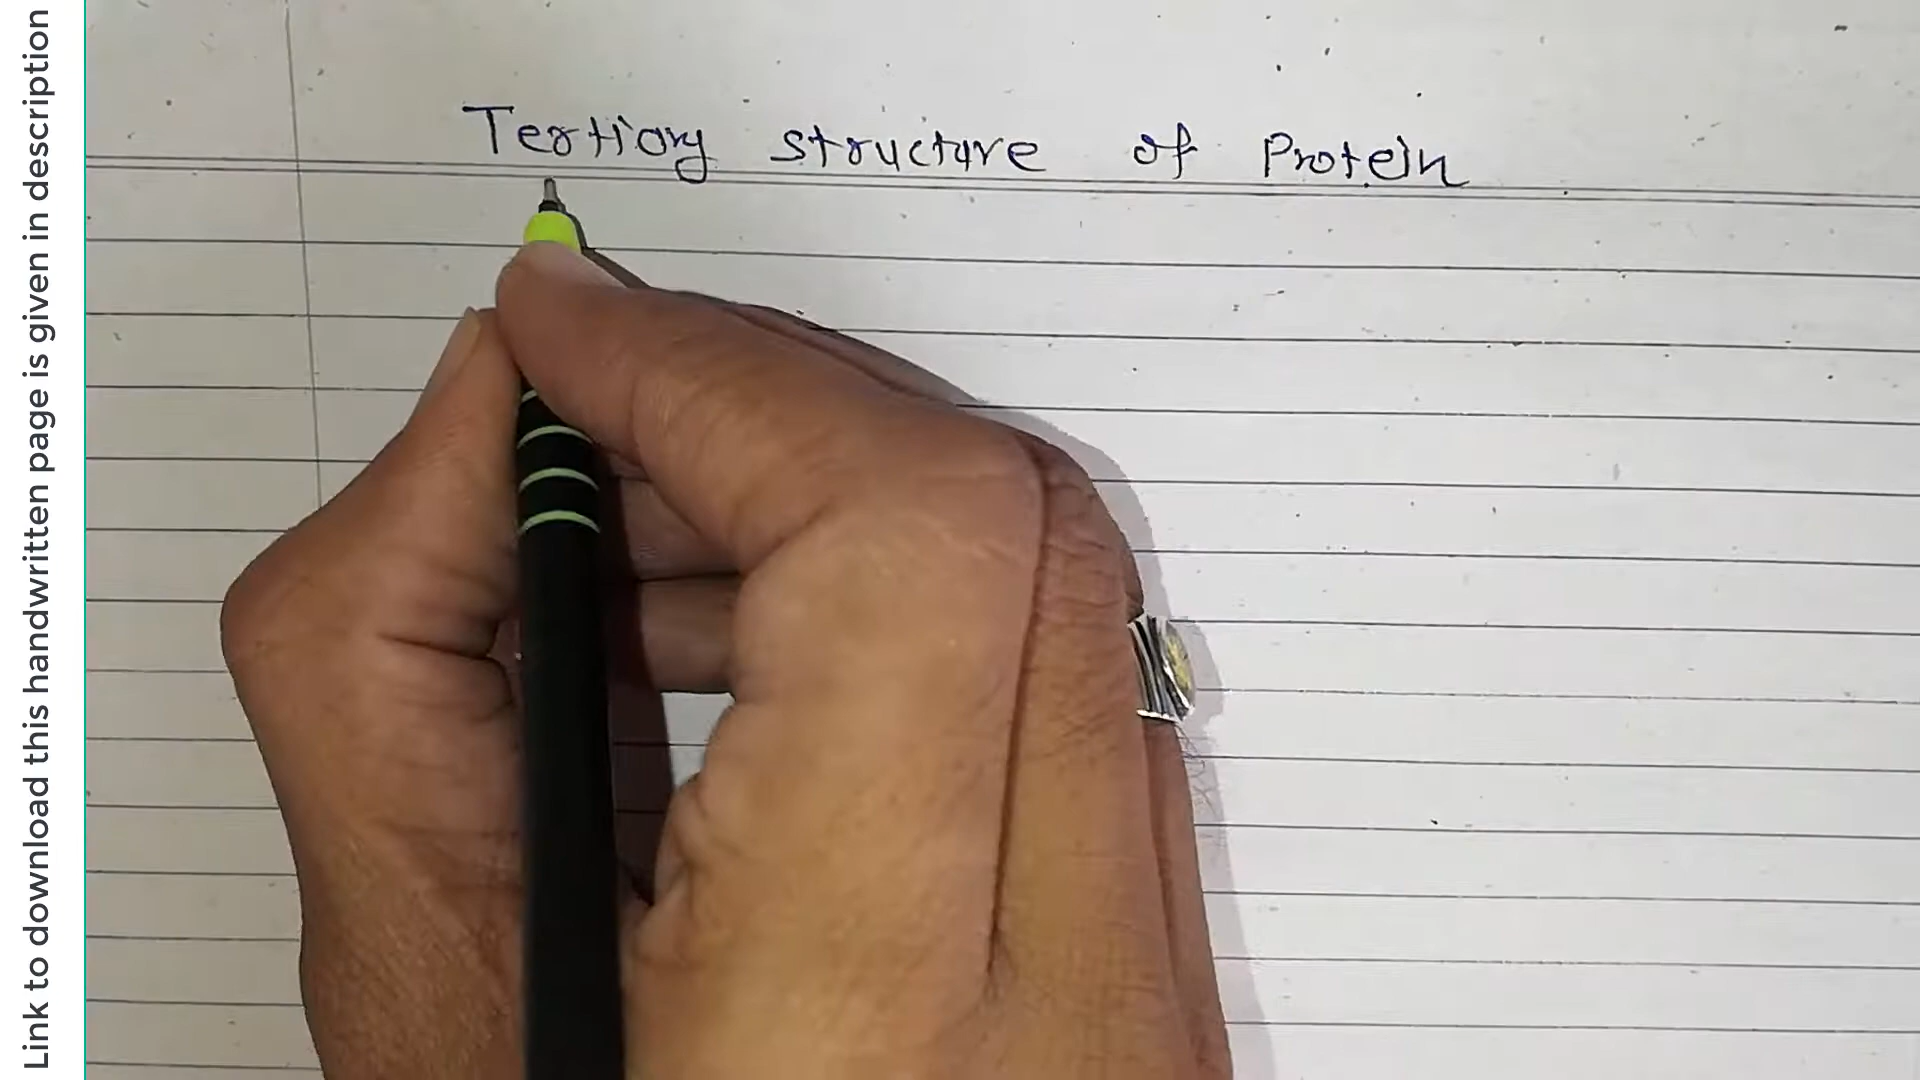 Link to download this handwritten page is given in description
Tertiary structure of Protein